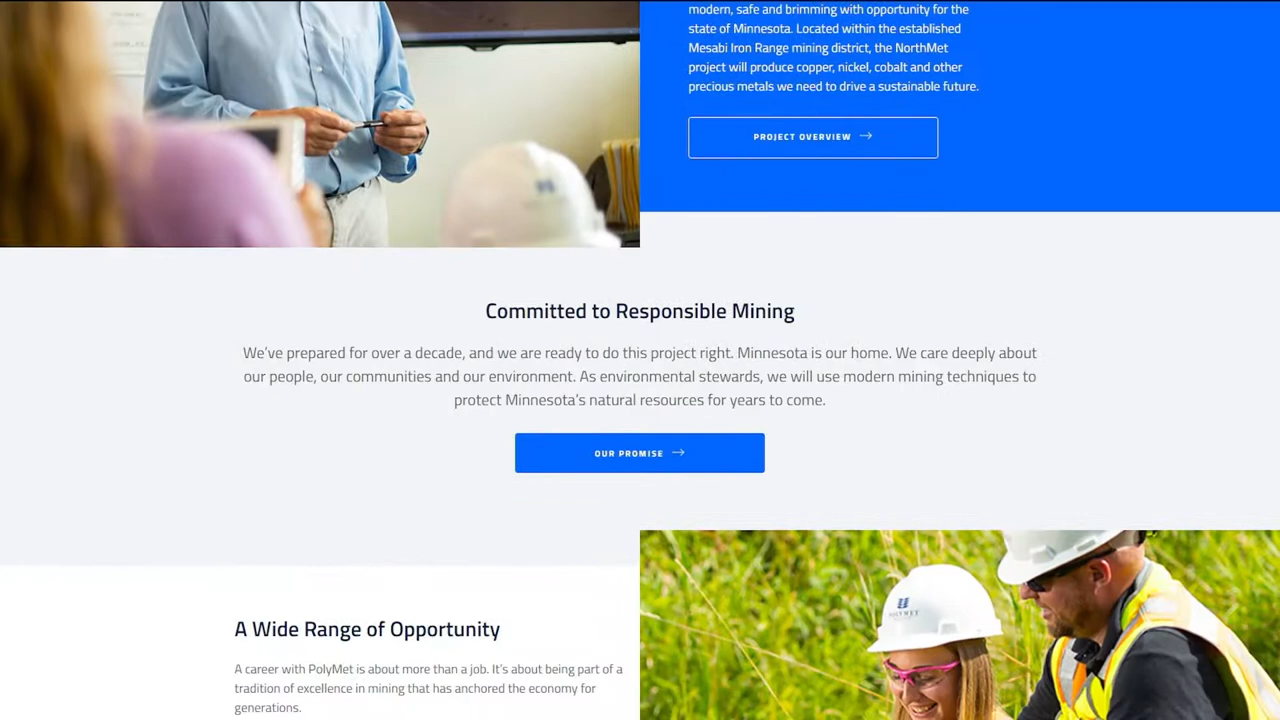 modern, safe and brimming with opportunity for the
state of Minnesota. Located within the established
Mesabi Iron Range mining district, the NorthMet
project will produce copper, nickel, cobalt and other
precious metals we need to drive a sustainable future.
PROJECT OVERVIEW
Committed to Responsible Mining
We've prepared for over a decade, and we are ready to do this project right. Minnesota is our home. We care deeply about
our people, our communities and our environment. As environmental stewards, we will use modern mining techniques to
protect Minnesota's natural resources for years to come.
OUR PROMISE
POLYMET
A Wide Range of Opportunity
A career with PolyMet is about more than a job. It's about being part of a
tradition of excellence in mining that has anchored the economy for
generations.